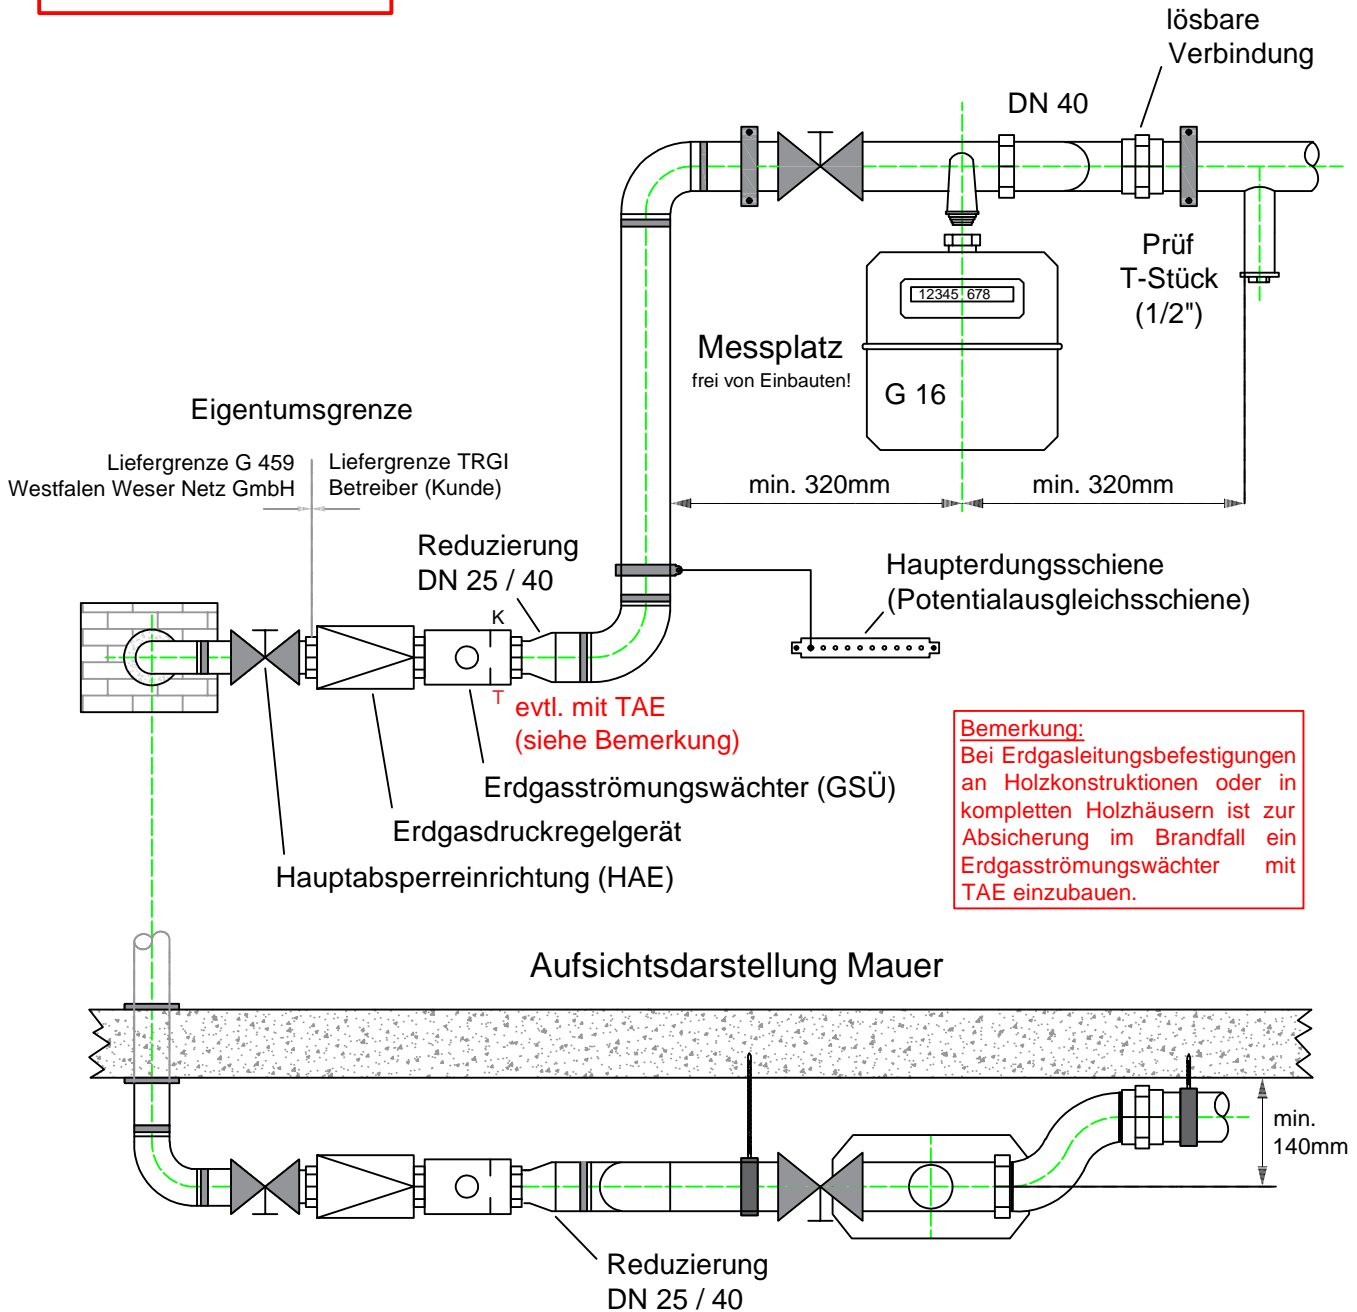 lösbare
Verbindung
DN 40
Prüf
T-Stück
(1/2")
12345 678
Messplatz
frei von Einbauten!
G 16
Eigentumsgrenze
Liefergrenze G 459
Westfalen Weser Netz GmbH
Liefergrenze TRGI
Betreiber (Kunde)
min. 320mm
min. 320mm
Reduzierung
DN 25 / 40
Haupterdungsschiene
(Potentialausgleichsschiene)
K
T
evtl. mit TAE
(siehe Bemerkung)
Erdgasströmungswächter (GSÜ)
Erdgasdruckregelgerät
Hauptabsperreinrichtung (HAE)
Bemerkung:
Bei Erdgasleitungsbefestigungen
an Holzkonstruktionen oder in
kompletten Holzhäusern ist zur
Absicherung im Brandfall ein
Erdgasströmungswächter mit
TAE einzubauen.
Aufsichtsdarstellung Mauer
min.
140mm
Reduzierung
DN 25 / 40